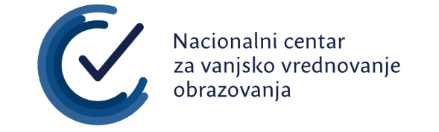 Nacionalni centar
za vanjsko vrednovanje
obrazovanja